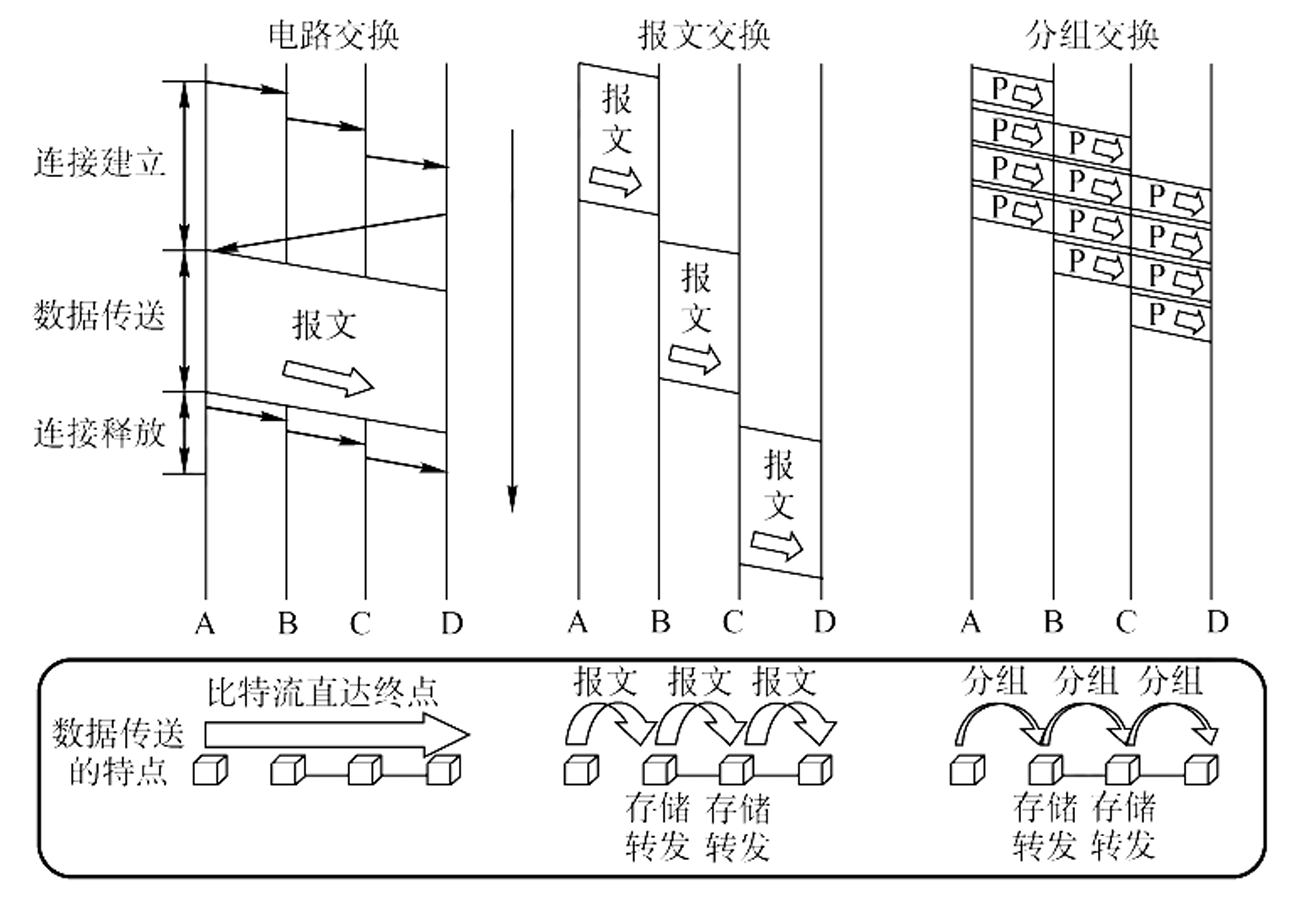 电路交换
报文交换
分组交换
连接建立
数据传送
连接释放
报文
报
文
报
文
报
文
P
P
P
P
P
P
P
P
P
P
P
P
A
B
C
D
A
B
C
D
A
B
C
D
数据传送
的特点
比特流直达终点
报文
报文
报文
存储
转发
存储
转发
分组
分组
分组
存储
转发
存储
转发